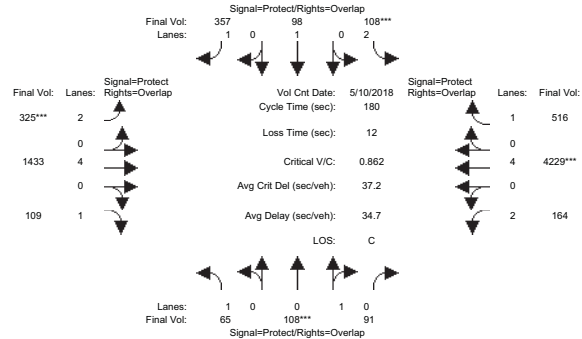 Signal=Protect/Rights=Overlap
Final Vol: 357 98 108***
Lanes: 1 0 1 0 2
Signal=Protect
Final Vol: Lanes: Rights=Overlap
Vol Cnt Date: 5/10/2018
Signal=Protect
Rights=Overlap Lanes: Final Vol:
Cycle Time (sec): 180
325*** 2
1 516
Loss Time (sec): 12
0
0
1433 4
Critical V/C: 0.862
4 4229***
0
Avg Crit Del (sec/veh): 37.2
0
109 1
Avg Delay (sec/veh): 34.7
2 164
LOS: C
Lanes: 1 0 0 1 0
Final Vol: 65 108*** 91
Signal=Protect/Rights=Overlap